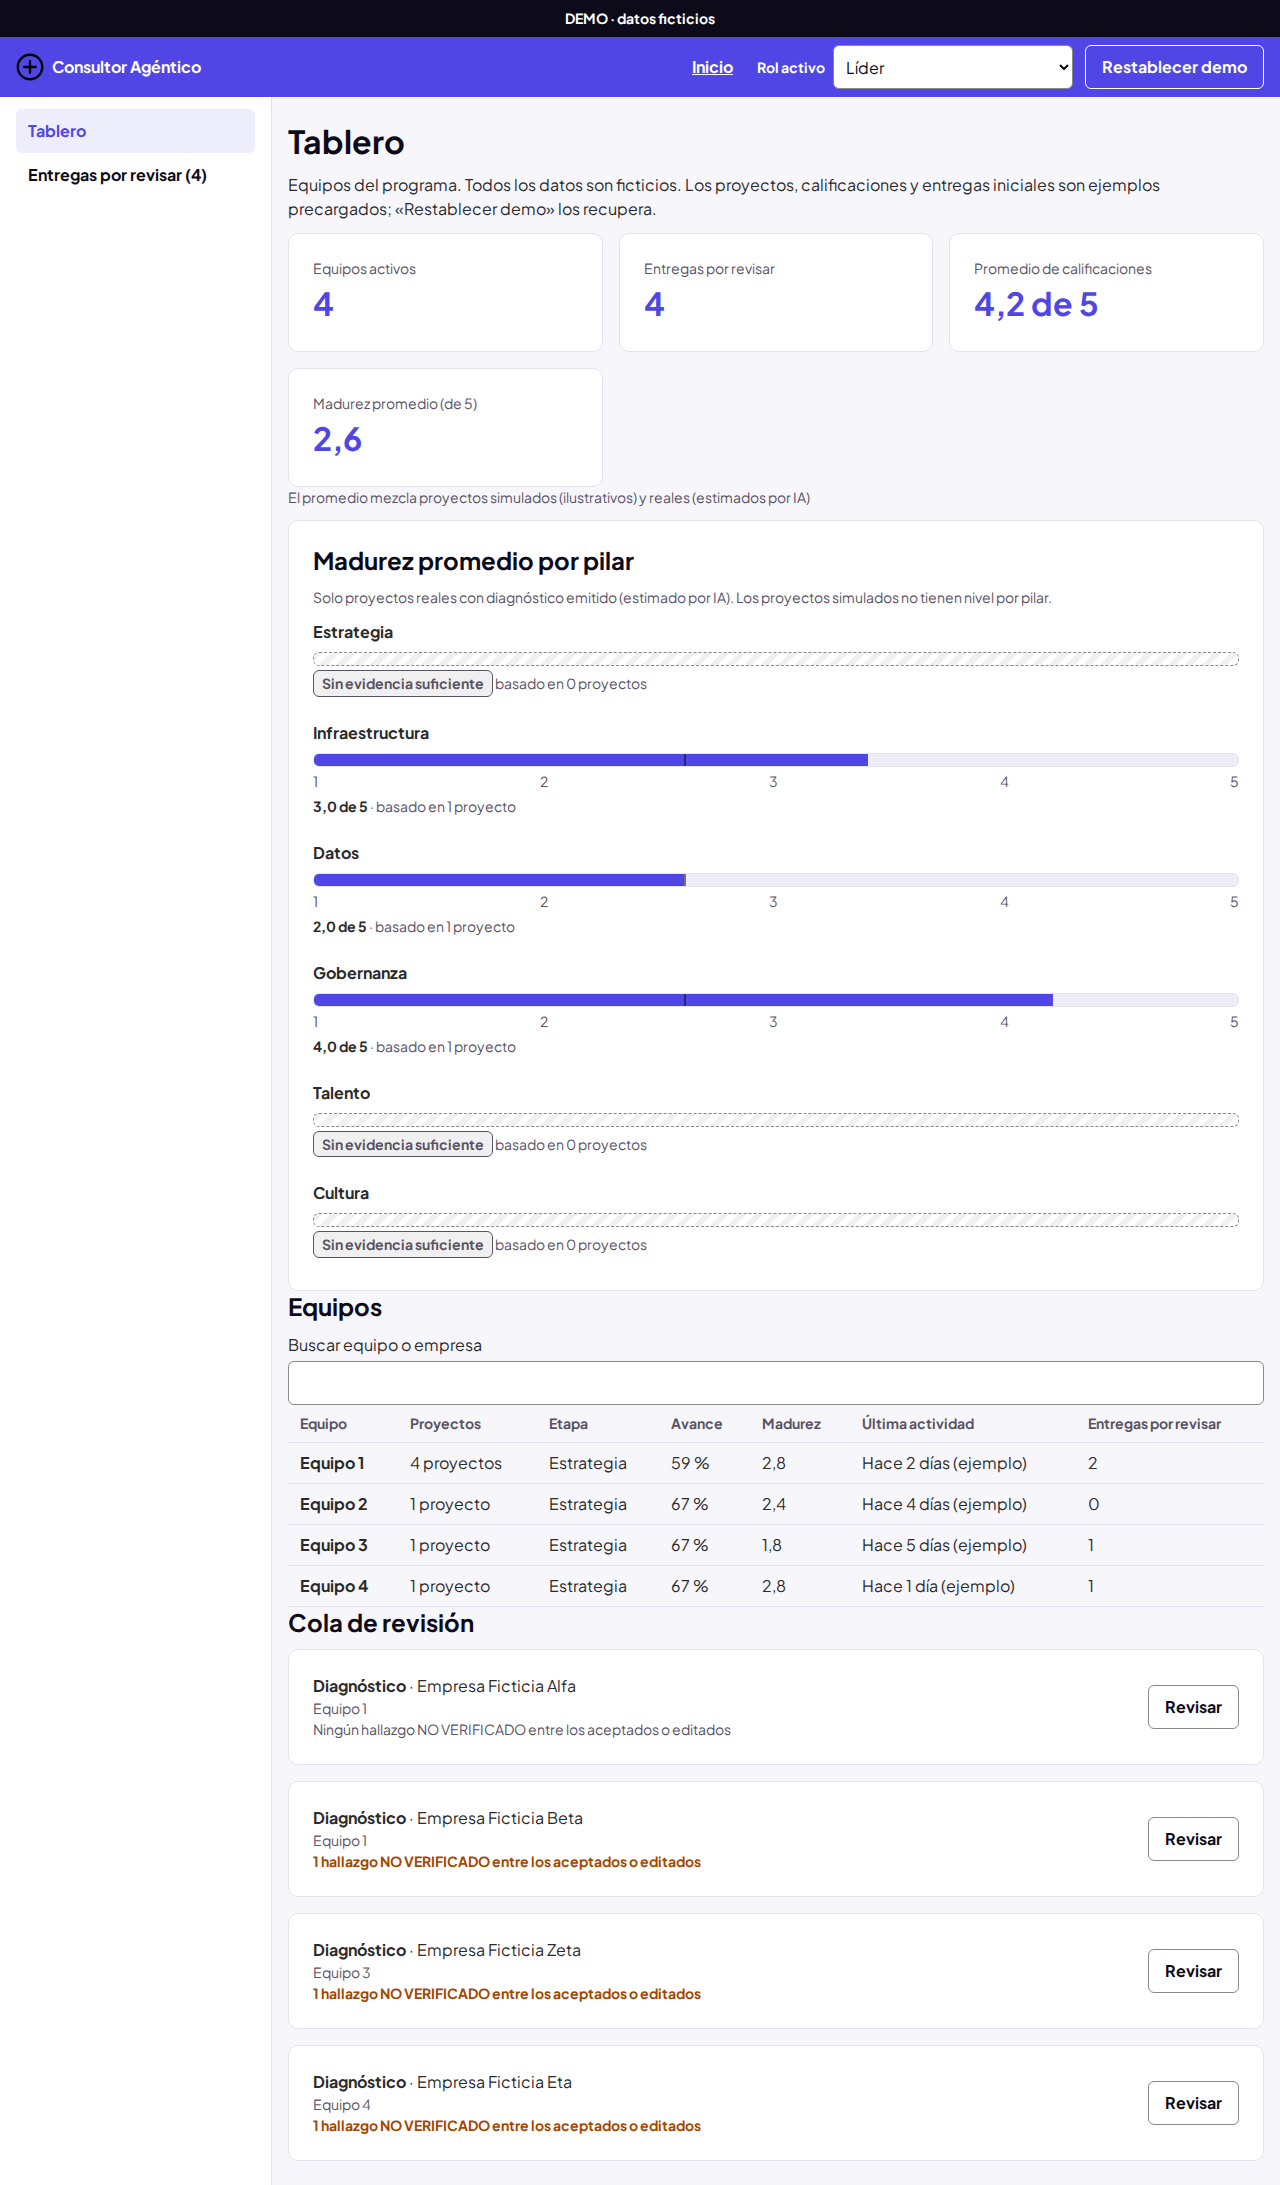 DEMO · datos ficticios
Consultor Agéntico
Inicio
Rol activo
Líder
Restablecer demo
Tablero
Entregas por revisar (4)
Tablero
Equipos del programa. Todos los datos son ficticios. Los proyectos, calificaciones y entregas iniciales son ejemplos
precargados; «Restablecer demo» los recupera.
Equipos activos
4
Entregas por revisar
4
Promedio de calificaciones
4,2 de 5
Madurez promedio (de 5)
2,6
El promedio mezcla proyectos simulados (ilustrativos) y reales (estimados por IA)
Madurez promedio por pilar
Solo proyectos reales con diagnóstico emitido (estimado por IA). Los proyectos simulados no tienen nivel por pilar.
Estrategia
Sin evidencia suficiente basado en 0 proyectos
Infraestructura
1 2 3 4 5
3,0 de 5 · basado en 1 proyecto
Datos
1 2 3 4 5
2,0 de 5 · basado en 1 proyecto
Gobernanza
1 2 3 4 5
4,0 de 5 · basado en 1 proyecto
Talento
Sin evidencia suficiente basado en 0 proyectos
Cultura
Sin evidencia suficiente basado en 0 proyectos
Equipos
Buscar equipo o empresa
Equipo Proyectos Etapa Avance Madurez Última actividad Entregas por revisar
Equipo 1 4 proyectos Estrategia 59 % 2,8 Hace 2 días (ejemplo) 2
Equipo 2 1 proyecto Estrategia 67 % 2,4 Hace 4 días (ejemplo) 0
Equipo 3 1 proyecto Estrategia 67 % 1,8 Hace 5 días (ejemplo) 1
Equipo 4 1 proyecto Estrategia 67 % 2,8 Hace 1 día (ejemplo) 1
Cola de revisión
Diagnóstico · Empresa Ficticia Alfa
Equipo 1
Ningún hallazgo NO VERIFICADO entre los aceptados o editados
Revisar
Diagnóstico · Empresa Ficticia Beta
Equipo 1
1 hallazgo NO VERIFICADO entre los aceptados o editados
Revisar
Diagnóstico · Empresa Ficticia Zeta
Equipo 3
1 hallazgo NO VERIFICADO entre los aceptados o editados
Revisar
Diagnóstico · Empresa Ficticia Eta
Equipo 4
1 hallazgo NO VERIFICADO entre los aceptados o editados
Revisar